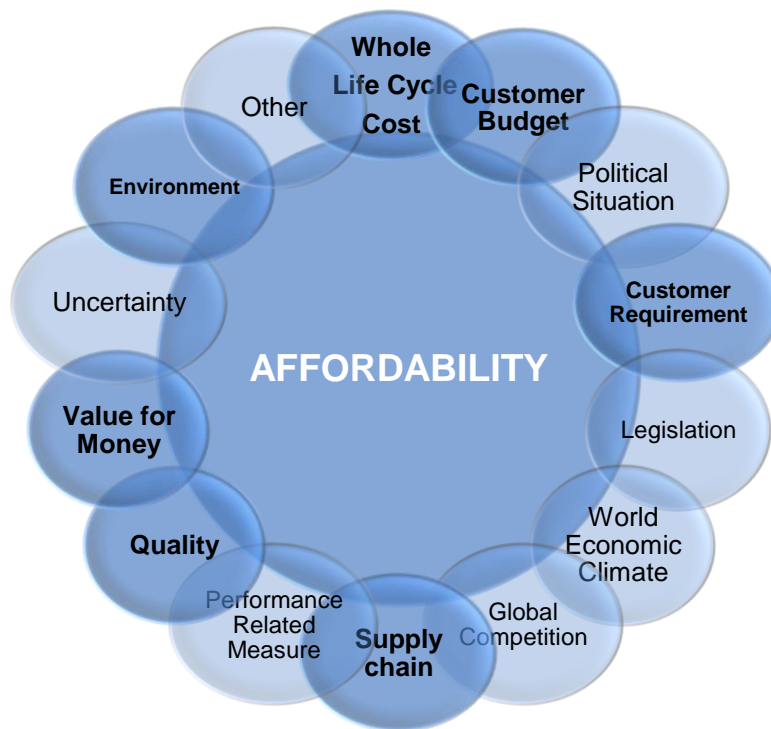 Whole
Life Cycle
Cost
Customer
Budget
Political
Situation
Customer
Requirement
Legislation
World
Economic
Climate
Global
Competition
Supply
chain
Performance
Related
Measure
Quality
Value for
Money
Uncertainty
Environment
Other
AFFORDABILITY